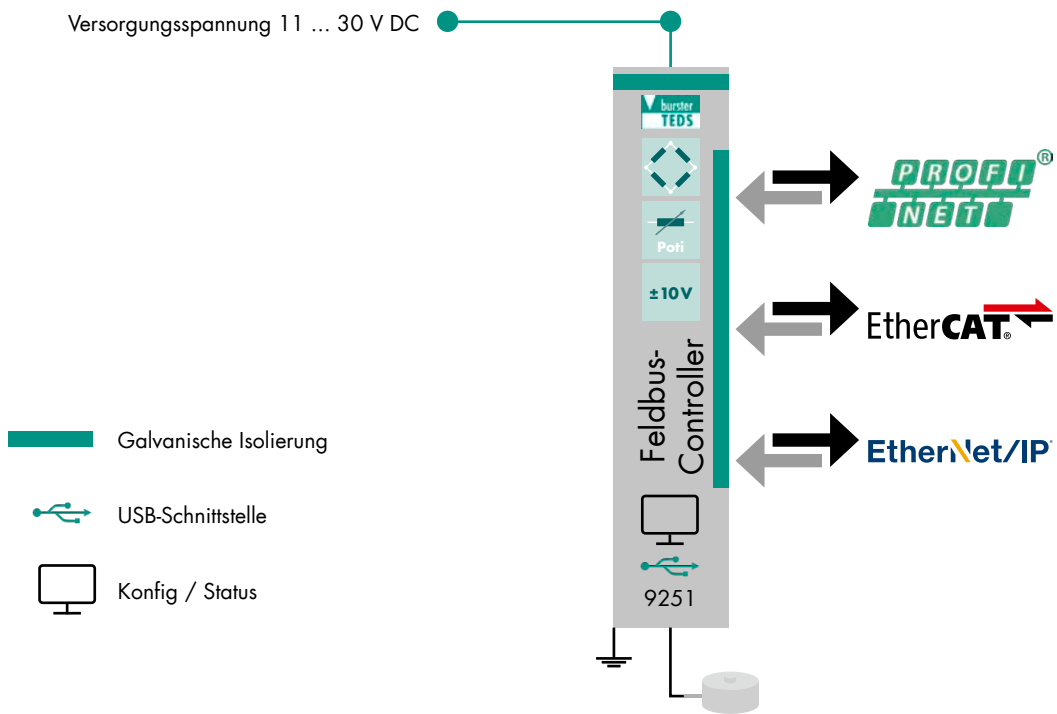 Versorgungsspannung 11 ... 30 V DC
burster
TEDS
Poti
±10V
Feldbus-
Controller
9251
PROFI®
NET
EtherCAT®
EtherNet/IP
Galvanische Isolierung
USB-Schnittstelle
Konfig / Status